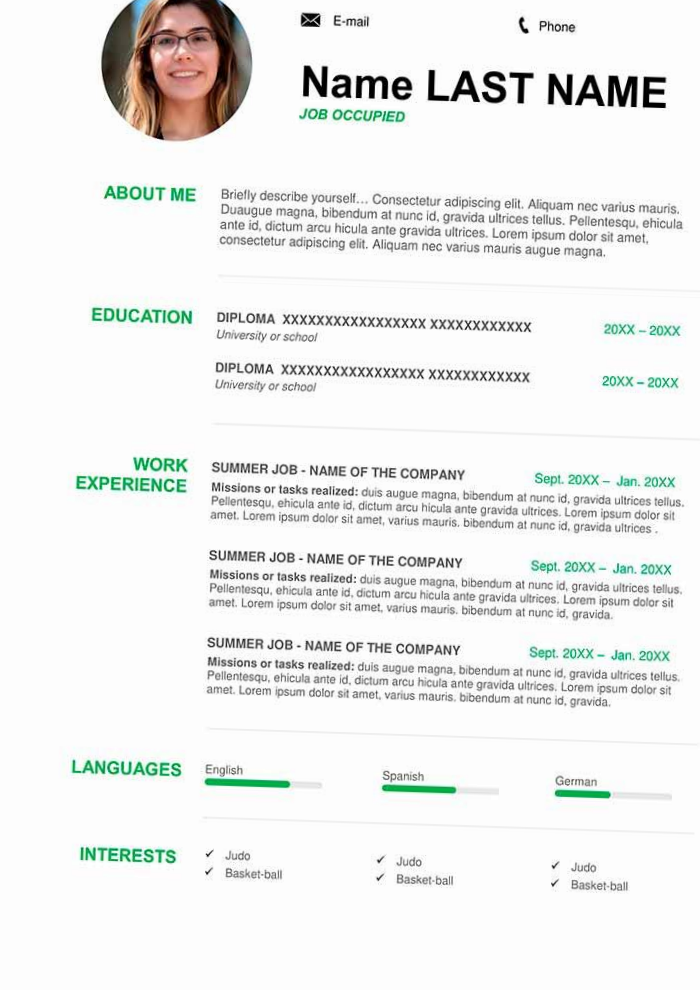 E-mail
Phone
Name LAST NAME
JOB OCCUPIED
ABOUT ME
Briefly describe yourself… Consectetur adipiscing elit. Aliquam nec varius mauris.
Duaugue magna, bibendum at nunc id, gravida ultrices tellus. Pellentesqu, ehicula
ante id, dictum arcu hicula ante gravida ultrices. Lorem ipsum dolor sit amet,
consectetur adipiscing elit. Aliquam nec varius mauris augue magna.
EDUCATION
DIPLOMA XXXXXXXXXXXXXXXXX XXXXXXXXXXXX
20XX – 20XX
University or school
DIPLOMA XXXXXXXXXXXXXXXXX XXXXXXXXXXXX
20XX – 20XX
University or school
WORK
EXPERIENCE
SUMMER JOB - NAME OF THE COMPANY
Sept. 20XX – Jan. 20XX
Missions or tasks realized: duis augue magna, bibendum at nunc id, gravida ultrices tellus.
Pellentesqu, ehicula ante id, dictum arcu hicula ante gravida ultrices. Lorem ipsum dolor sit
amet. Lorem ipsum dolor sit amet, varius mauris. bibendum at nunc id, gravida ultrices .
SUMMER JOB - NAME OF THE COMPANY
Sept. 20XX – Jan. 20XX
Missions or tasks realized: duis augue magna, bibendum at nunc id, gravida ultrices tellus.
Pellentesqu, ehicula ante id, dictum arcu hicula ante gravida ultrices. Lorem ipsum dolor sit
amet. Lorem ipsum dolor sit amet, varius mauris. bibendum at nunc id, gravida.
SUMMER JOB - NAME OF THE COMPANY
Sept. 20XX – Jan. 20XX
Missions or tasks realized: duis augue magna, bibendum at nunc id, gravida ultrices tellus.
Pellentesqu, ehicula ante id, dictum arcu hicula ante gravida ultrices. Lorem ipsum dolor sit
amet. Lorem ipsum dolor sit amet, varius mauris. bibendum at nunc id, gravida.
LANGUAGES
English
Spanish
German
INTERESTS
✓ Judo
✓ Judo
✓ Judo
✓ Basket-ball
✓ Basket-ball
✓ Basket-ball